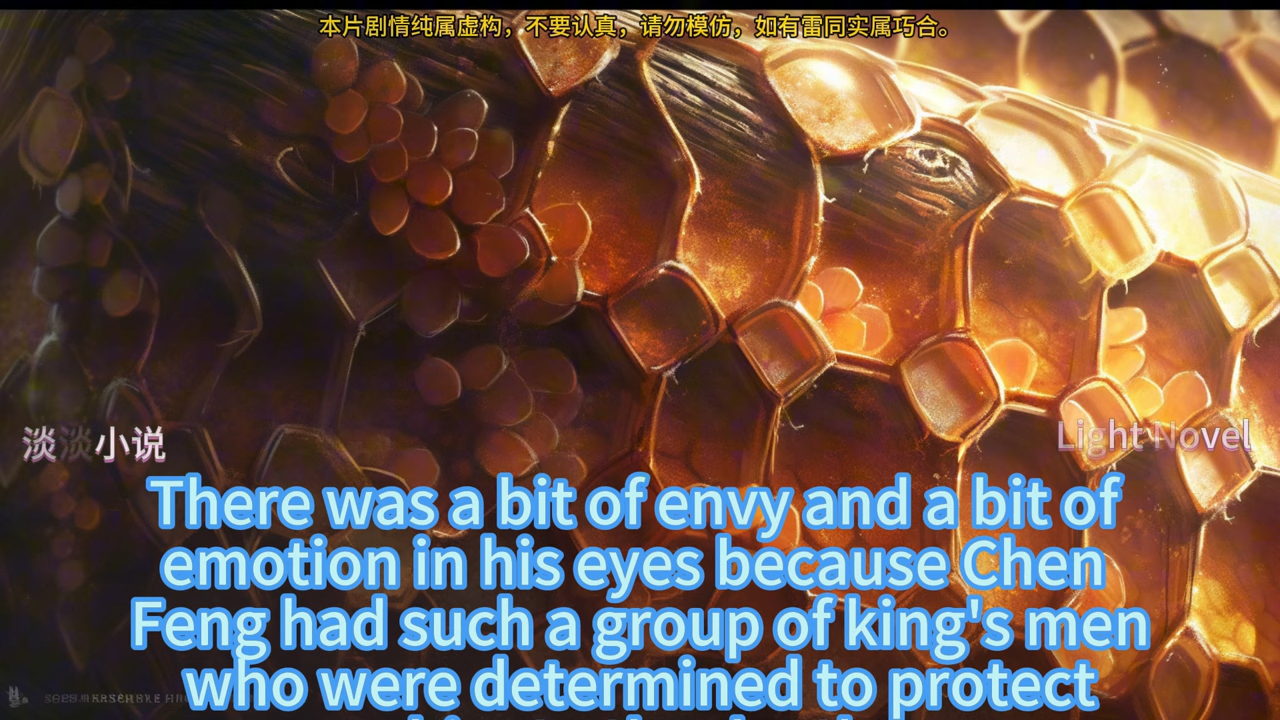 本片剧情纯属虚构，不要认真，请勿模仿，如有雷同实属巧合。
淡淡小说
Light Novel
There was a bit of envy and a bit of
emotion in his eyes because Chen
Feng had such a group of king's men
who were determined to protect